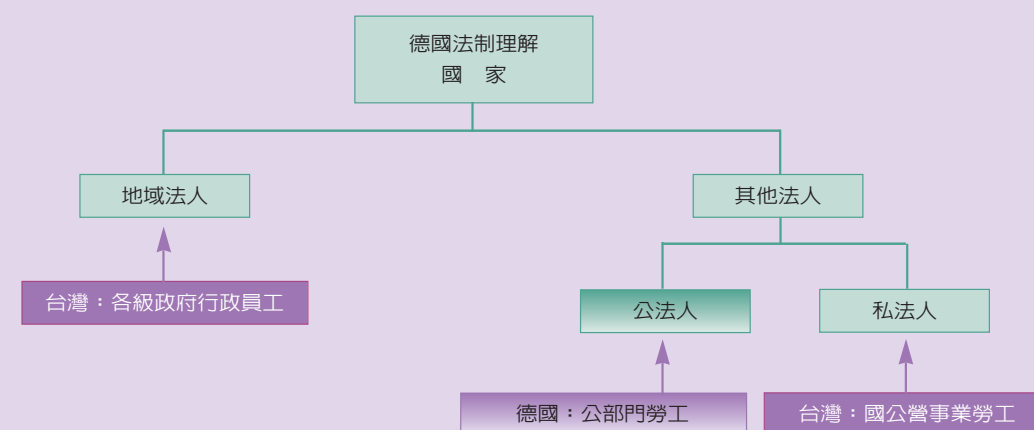 德國法制理解
國 家
地域法人
其他法人
台灣：各級政府行政員工
公法人
私法人
德國：公部門勞工
台灣：國公營事業勞工